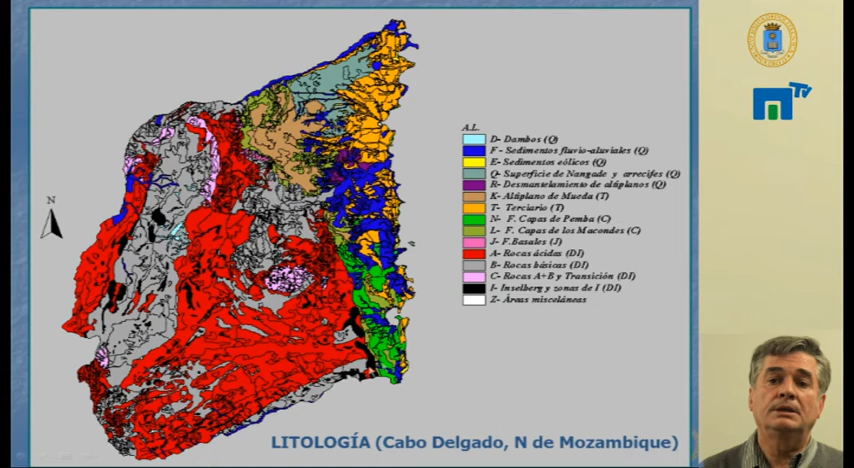 N
A.L.
D- Dambos (Q)
F - Sedimentos fluvio-aluviales (Q)
E- Sedimentos eólicos (Q)
Q- Superficie de Nangade y arrecifes (Q)
R- Desmantelamiento de altiplanos (Q)
K- Altiplano de Mueda (T)
T- Terciario (T)
N- F. Capas de Pemba (C)
L- F. Capas de los Macondes (C)
J- F.Basales (J)
A- Rocas ácidas (DI)
B- Rocas básicas (DI)
C- Rocas A+B y Transición (DI)
I- Inselberg y zonas de I (DI)
Z- Áreas misceláneas
LITOLOGÍA (Cabo Delgado, N de Mozambique)
TV